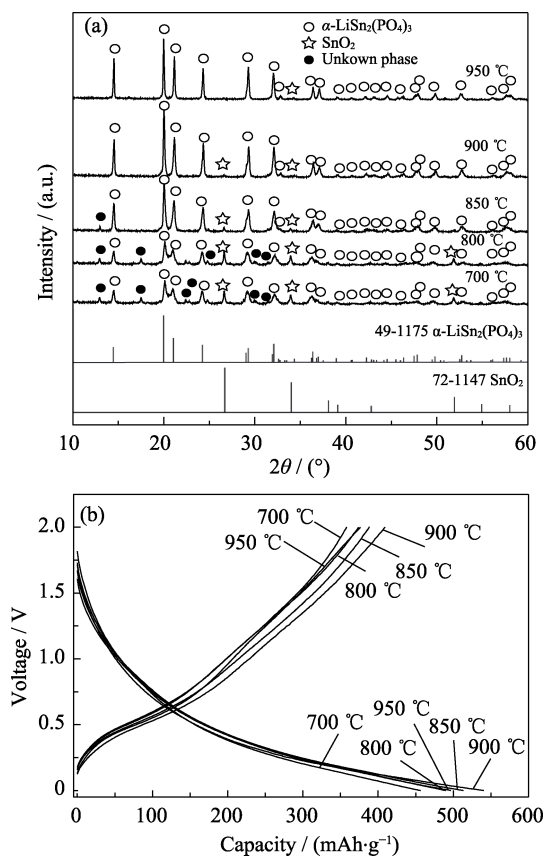 (a)
α-LiSn₂(PO₄)₃
SnO₂
Unkown phase
950 ℃
900 ℃
850 ℃
800 ℃
700 ℃
49-1175 α-LiSn₂(PO₄)₃
72-1147 SnO₂
Intensity / (a.u.)
10 20 30 40 50 60
2θ / (°)
(b)
700 ℃
950 ℃
900 ℃
850 ℃
800 ℃
950 ℃
700 ℃
850 ℃
800 ℃
900 ℃
2.0
1.5
1.0
0.5
0
Voltage / V
0 100 200 300 400 500 600
Capacity / (mAh·g⁻¹)